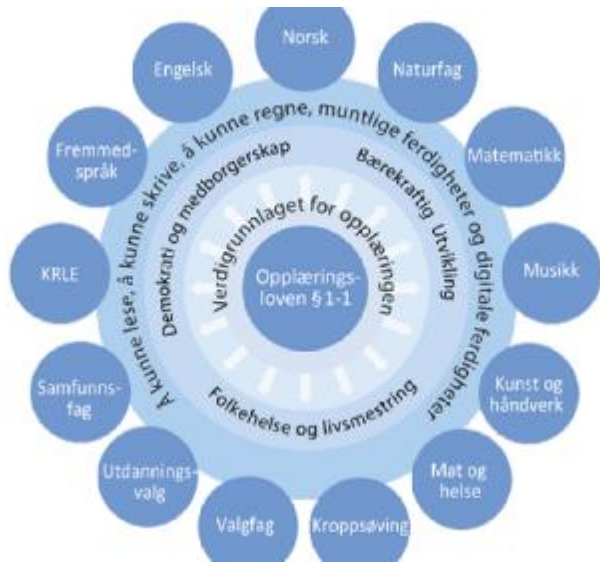 Norsk
Naturfag
Matematikk
Musikk
Kunst og
håndverk
Mat og
helse
Kroppsøving
Valgfag
Utdannings-
valg
Samfunns-
fag
KRLE
Fremmed-
språk
Engelsk
Å kunne lese, å kunne skrive, å kunne regne, muntlige ferdigheter og digitale ferdigheter
Demokrati og medborgerskap
Bærekraftig Utvikling
Folkehelse og livsmestring
Verdigrunnlaget for opplæringen
Opplærings-
loven § 1-1